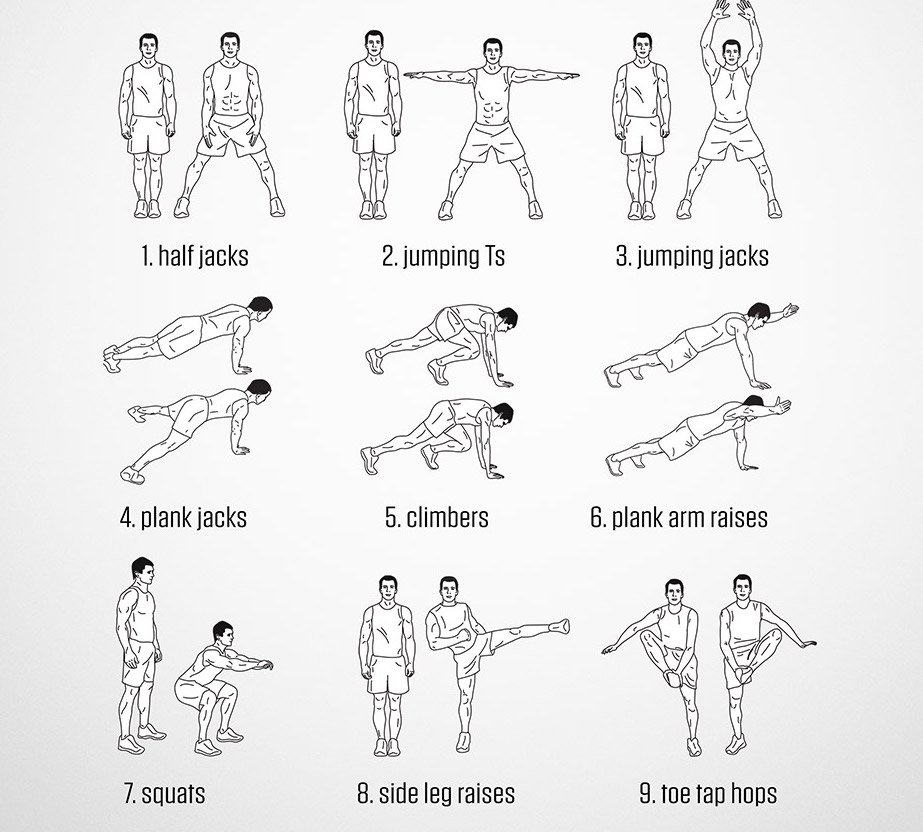 1. half jacks
2. jumping Ts
3. jumping jacks
4. plank jacks
5. climbers
6. plank arm raises
7. squats
8. side leg raises
9. toe tap hops